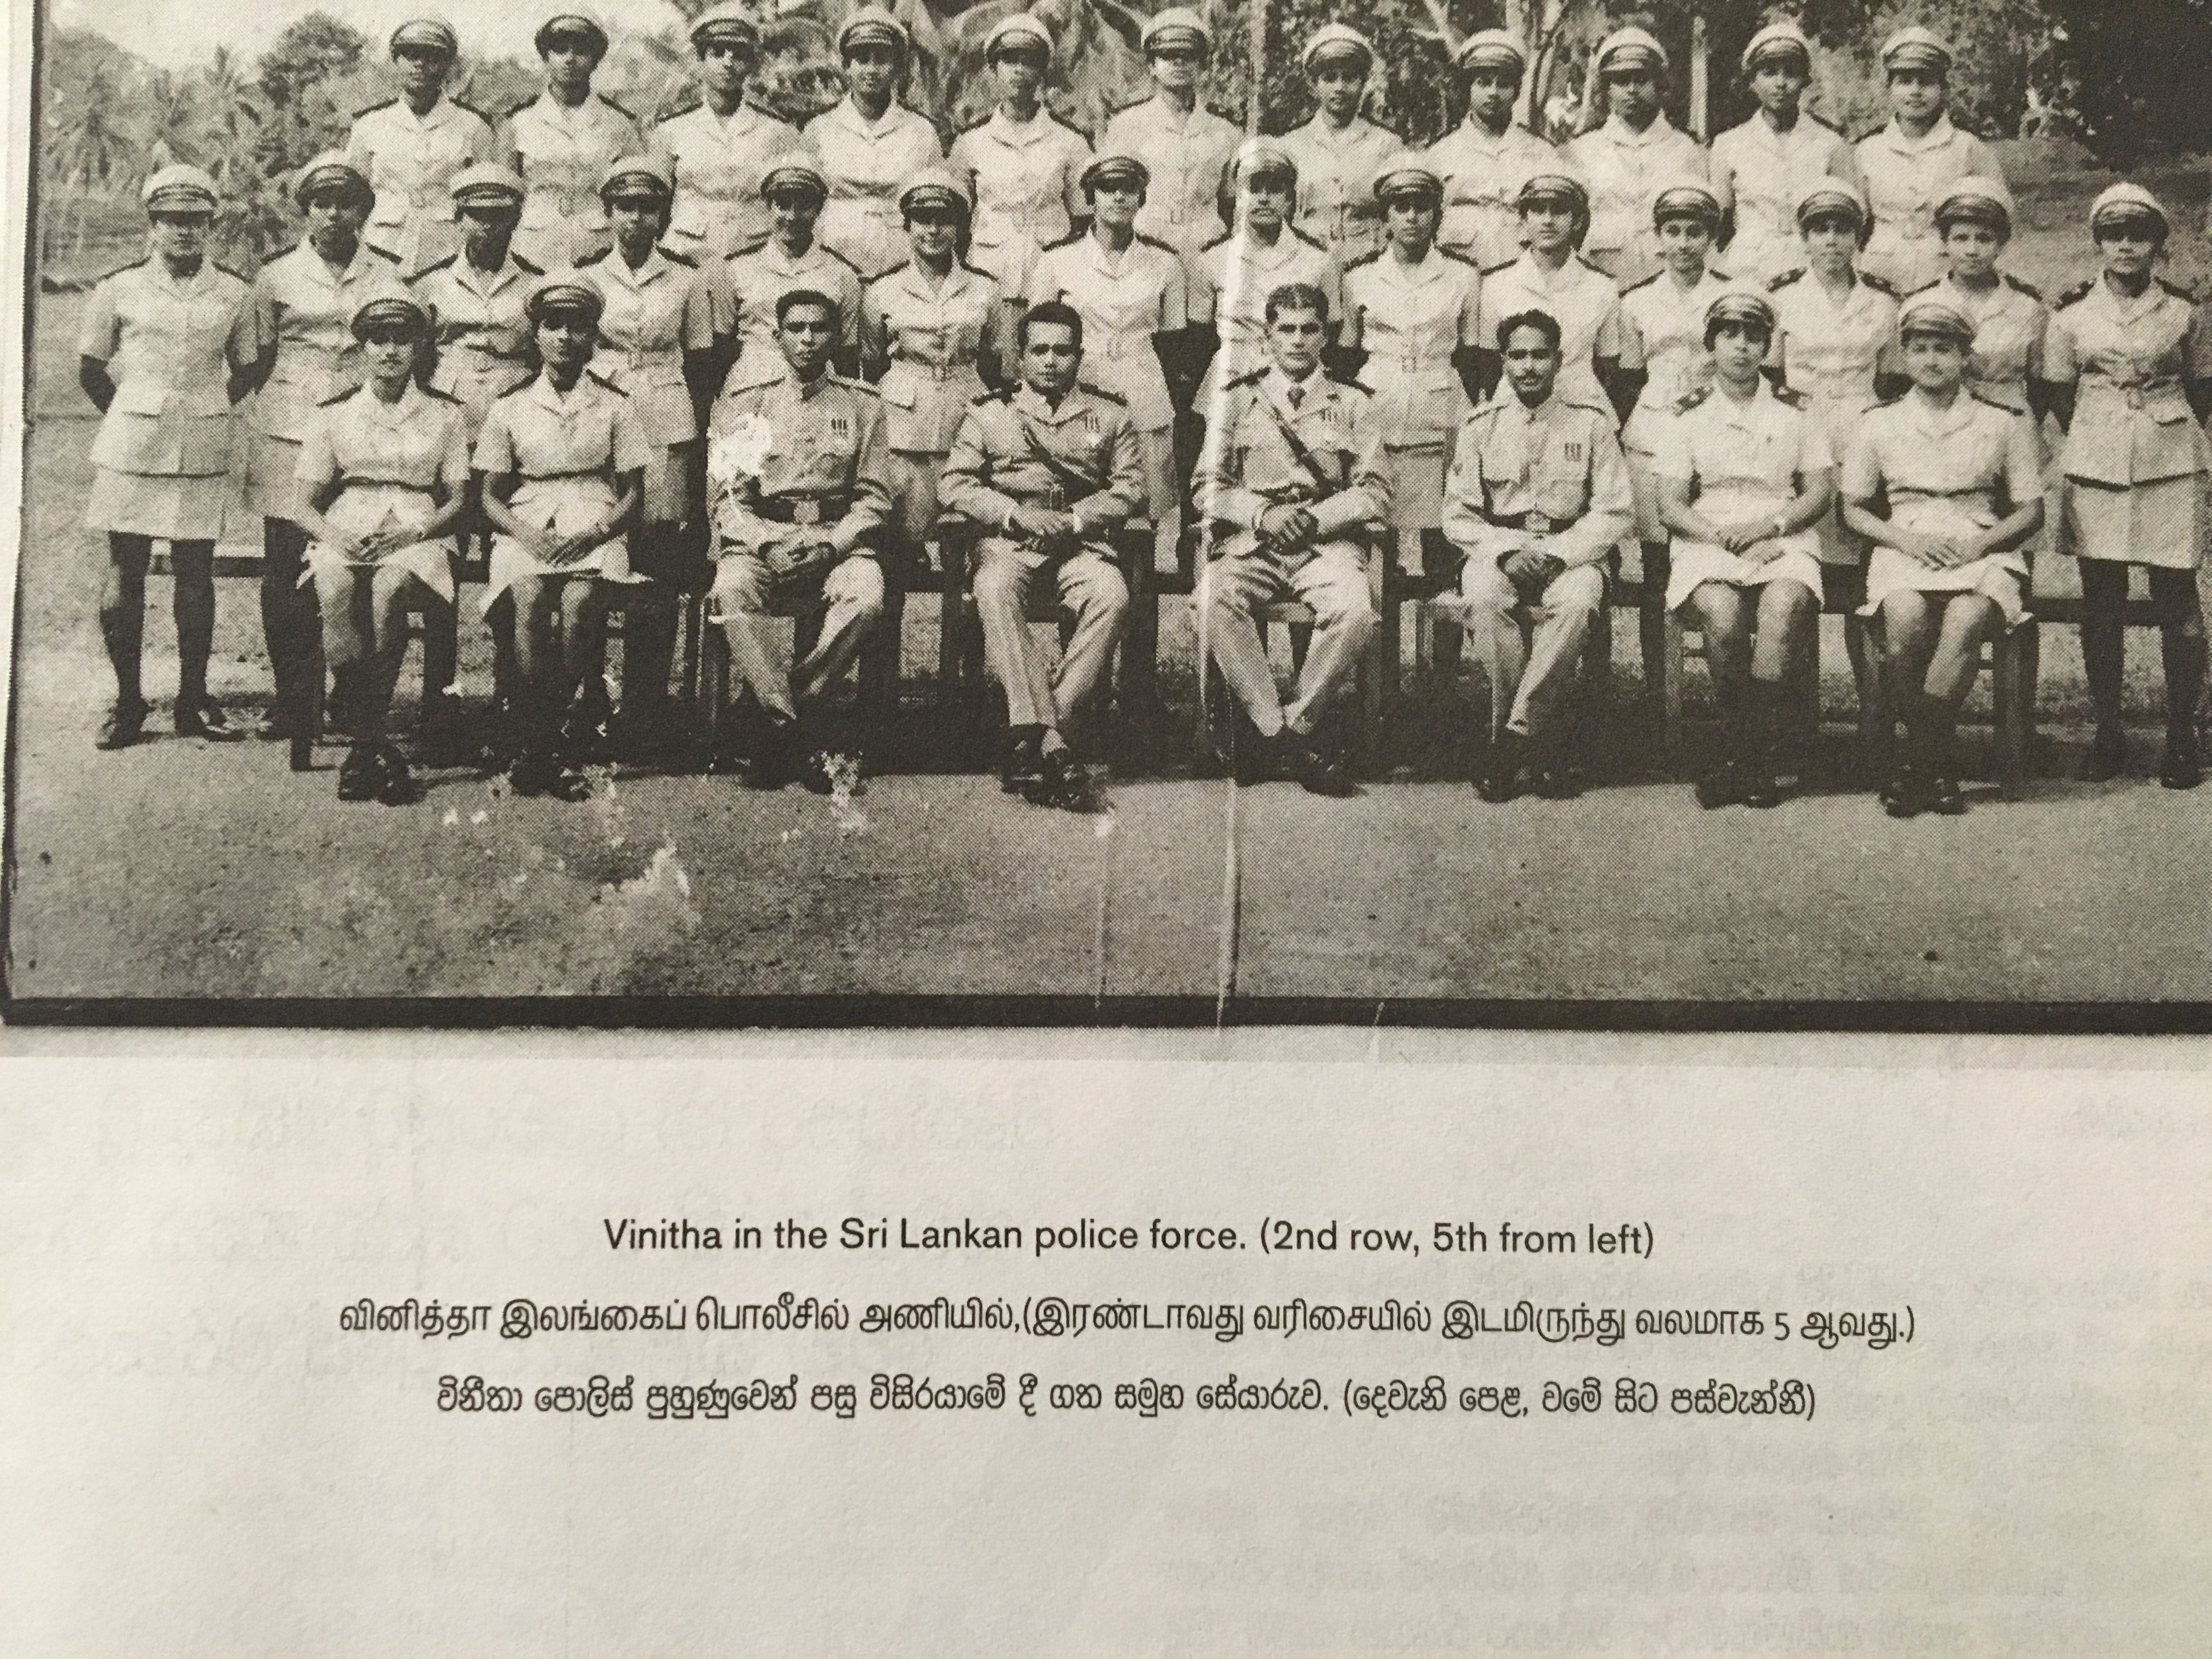 Vinitha in the Sri Lankan police force. (2nd row, 5th from left)
வினித்தா இலங்கைப் பொலீசில் அணியில்,(இரண்டாவது வரிசையில் இடமிருந்து வலமாக 5 ஆவது.)
විනීතා පොලිස් පුහුණුවෙන් පසු විසිරයාමේ දී ගත සමුහ සේයාරුව. (දෙවැනි පෙළ, වමේ සිට පස්වැන්නී)